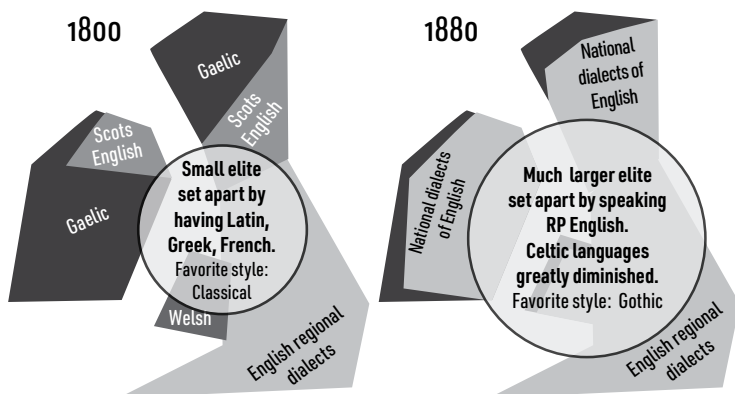 1800
Gaelic
Scots
English
Scots
English
Gaelic
Small elite
set apart by
having Latin,
Greek, French.
Favorite style:
Classical
Welsh
English regional
dialects
1880
National
dialects of
English
National dialects
of English
Much larger elite
set apart by speaking
RP English.
Celtic languages
greatly diminished.
Favorite style: Gothic
English regional
dialects